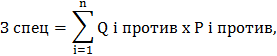 З спец = n ∑ i=1 Q i против x P i против,